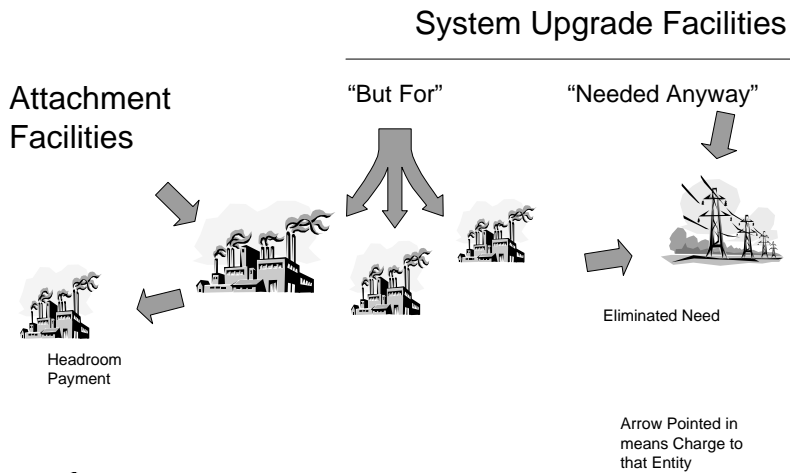 System Upgrade Facilities
Attachment
Facilities
“But For”
“Needed Anyway”
Eliminated Need
Headroom
Payment
Arrow Pointed in
means Charge to
that Entity